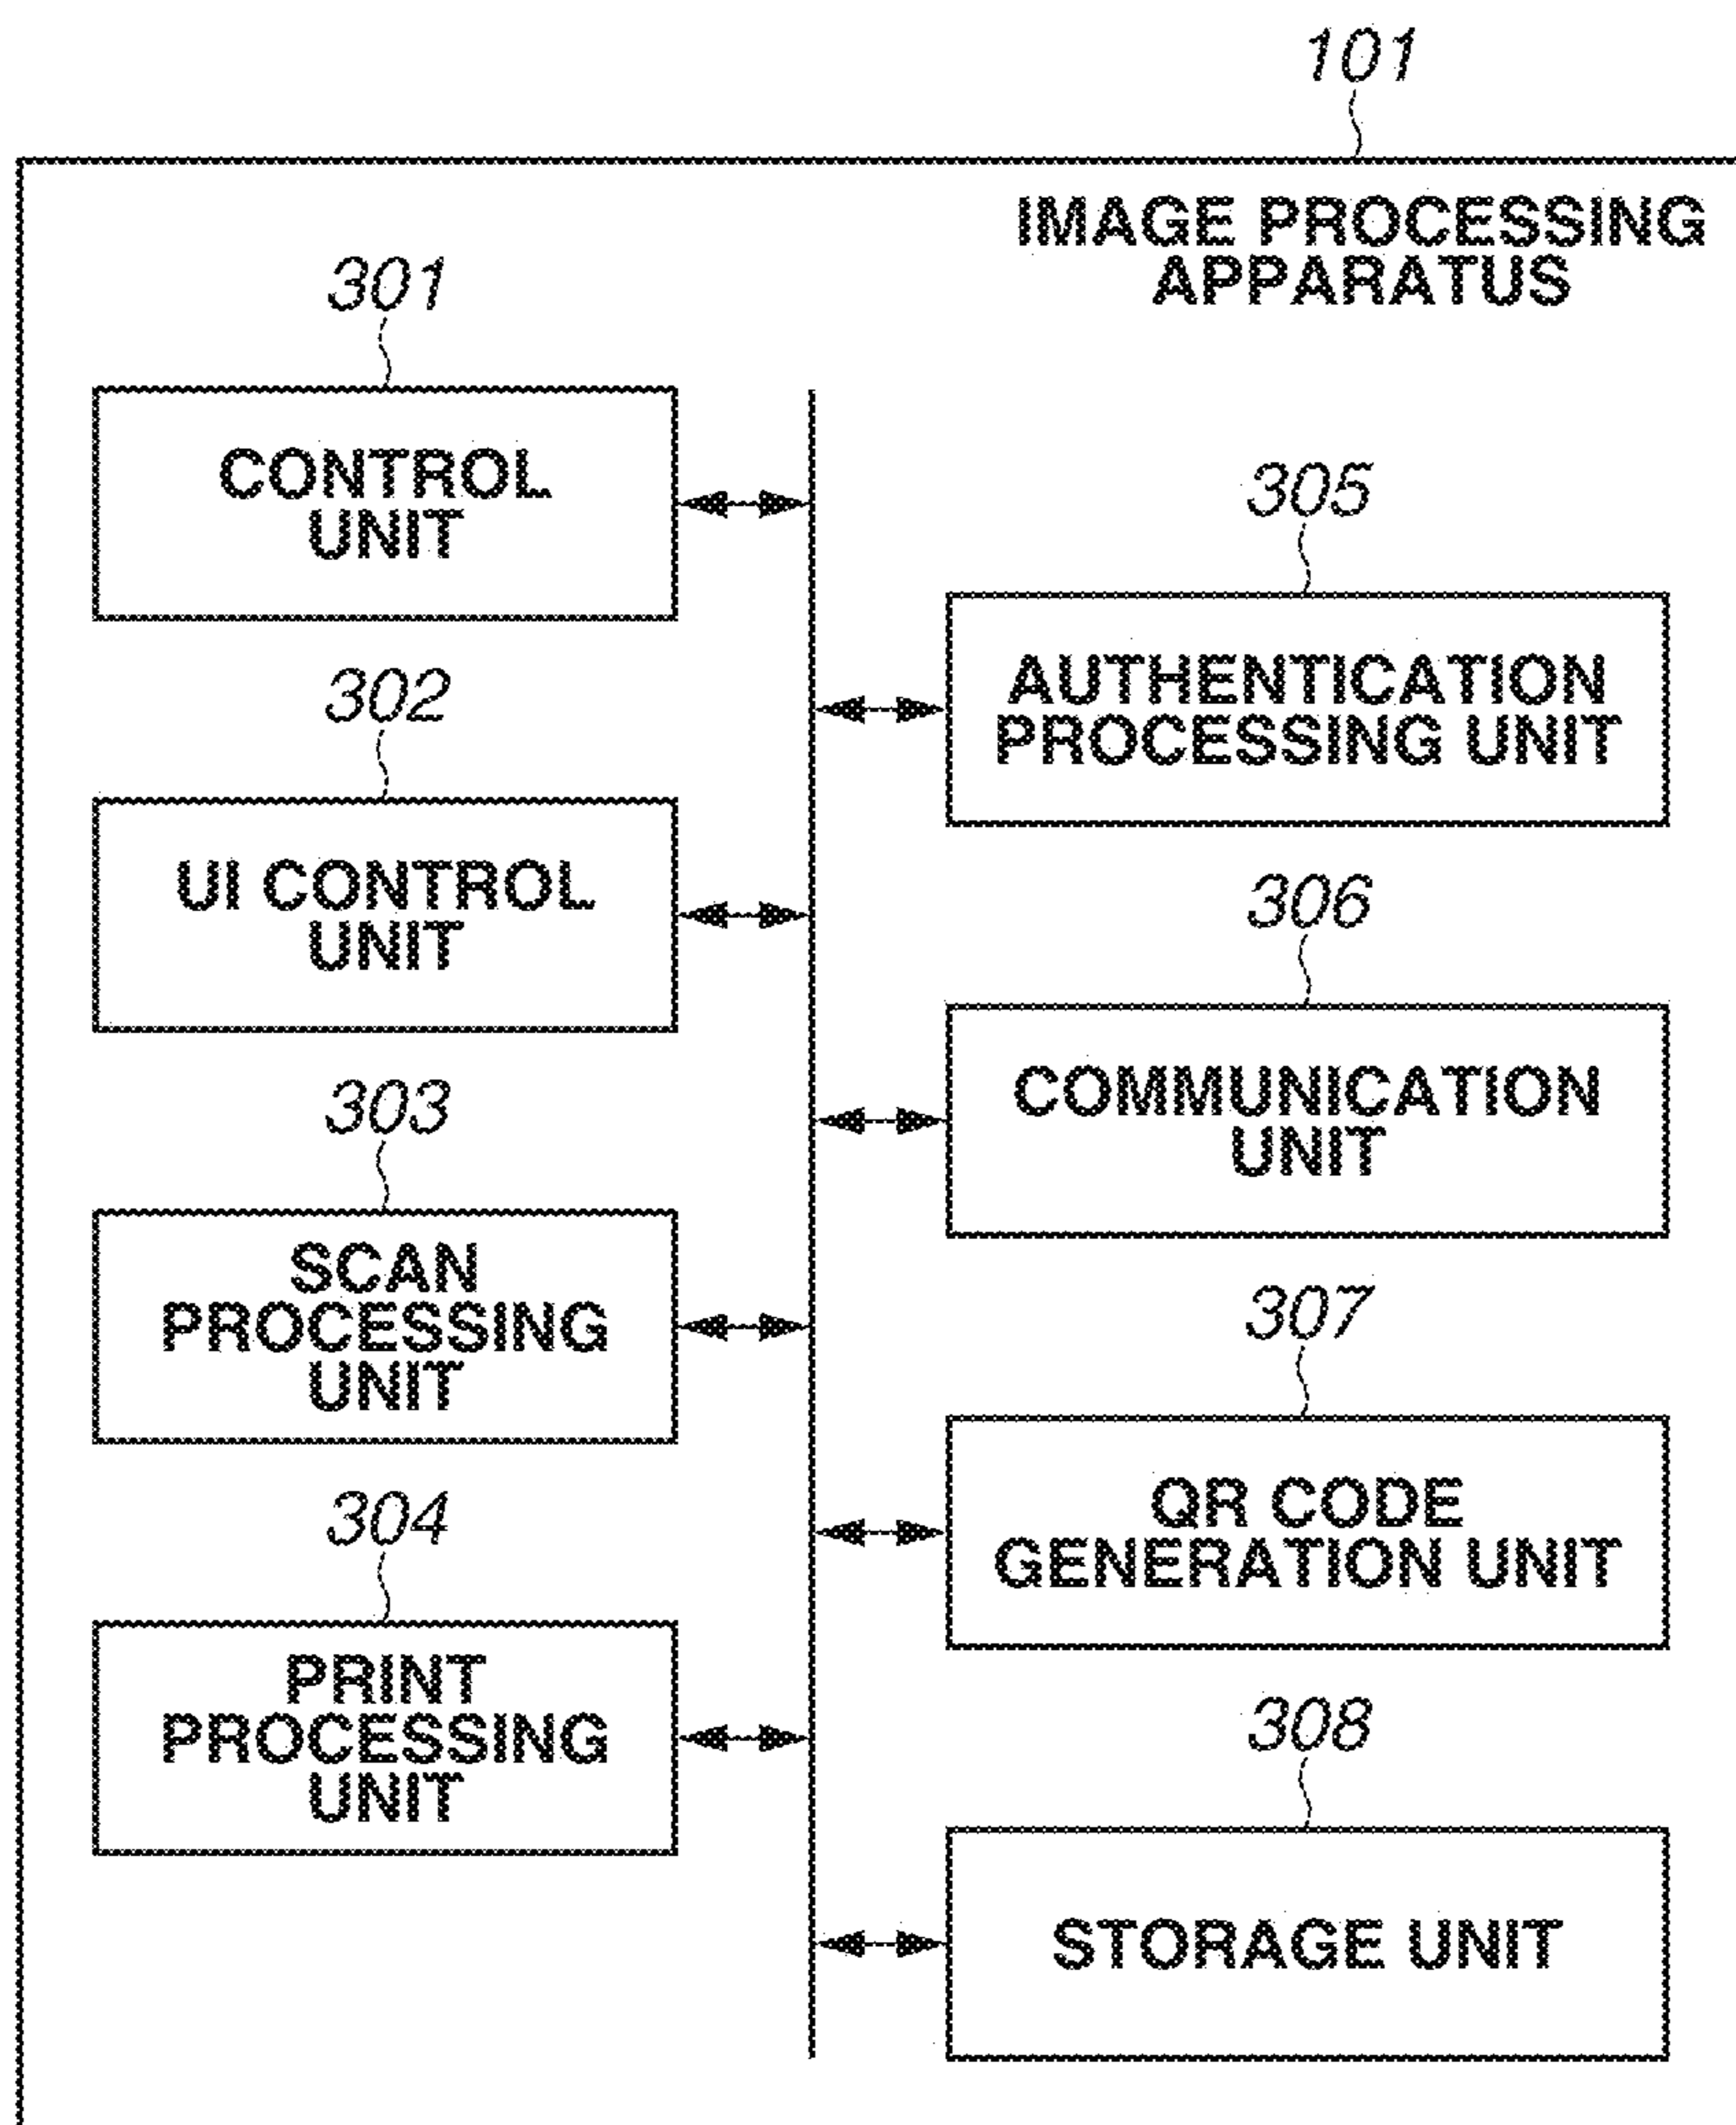 101
IMAGE PROCESSING
APPARATUS
301
CONTROL
UNIT
302
UI CONTROL
UNIT
303
SCAN
PROCESSING
UNIT
304
PRINT
PROCESSING
UNIT
305
AUTHENTICATION
PROCESSING UNIT
306
COMMUNICATION
UNIT
307
QR CODE
GENERATION UNIT
308
STORAGE UNIT